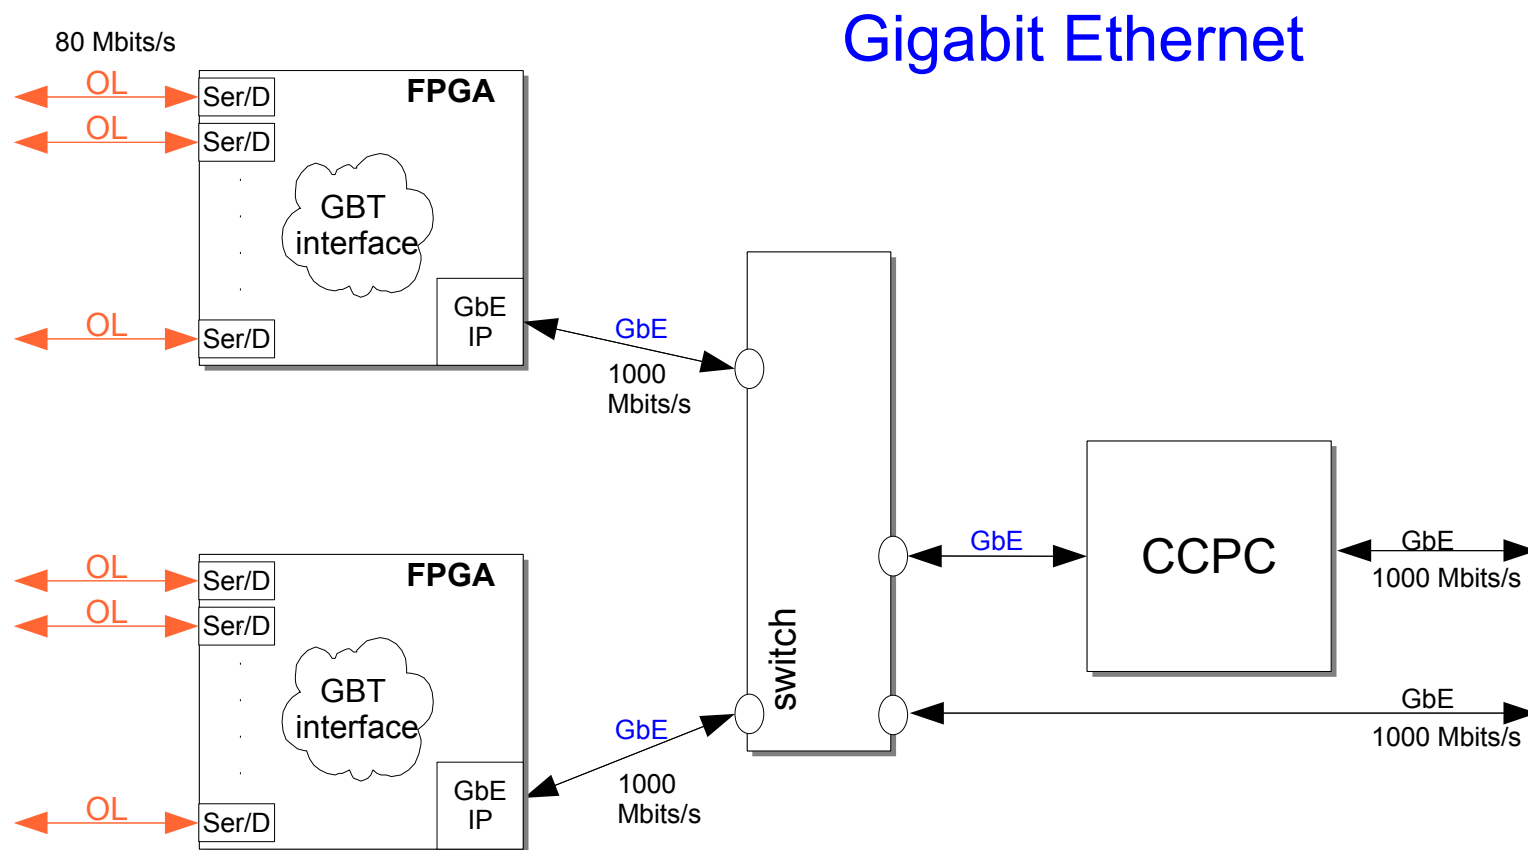 Gigabit Ethernet
80 Mbits/s
OL
Ser/D
FPGA
OL
Ser/D
GBT
interface
OL
Ser/D
GbE
IP
GbE
1000
Mbits/s
switch
GbE
CCPC
GbE
1000 Mbits/s
GbE
1000 Mbits/s
OL
Ser/D
FPGA
OL
Ser/D
GBT
interface
OL
Ser/D
GbE
IP
GbE
1000
Mbits/s